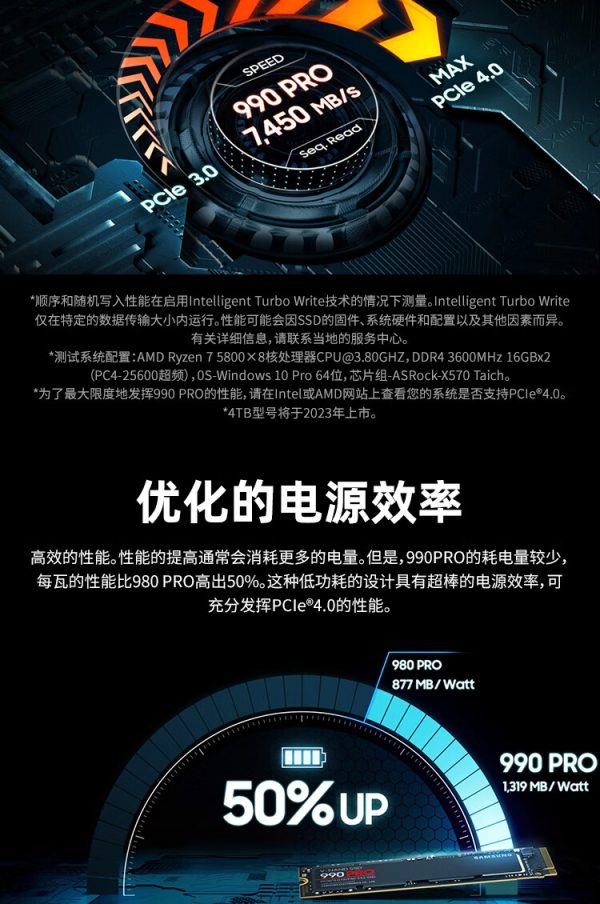 SPEED
990 PRO
7,450 MB/s
Seq. Read
MAX
PCIe 4.0
PCIe 3.0
*顺序和随机写入性能在启用Intelligent Turbo Write技术的情况下测量。Intelligent Turbo Write
仅在特定的数据传输大小内运行。性能可能会因SSD的固件、系统硬件和配置以及其他因素而异。
有关详细信息,请联系当地的服务中心。
*测试系统配置:AMD Ryzen 7 5800×8核处理器CPU@3.80GHZ,DDR4 3600MHz 16GBx2
(PC4-25600超频),0S-Windows 10 Pro 64位,芯片组-ASRock-X570 Taich。
*为了最大限度地发挥990 PRO的性能,请在Intel或AMD网站上查看您的系统是否支持PCIe®4.0。
*4TB型号将于2023年上市。
优化的电源效率
高效的性能。性能的提高通常会消耗更多的电量。但是,990PRO的耗电量较少,
每瓦的性能比980 PRO高出50%。这种低功耗的设计具有超棒的电源效率,可
充分发挥PCIe®4.0的性能。
980 PRO
877 MB/Watt
990 PRO
1,319 MB/Watt
50% UP
V-NAND SSD
990 PRO
SAMSUNG